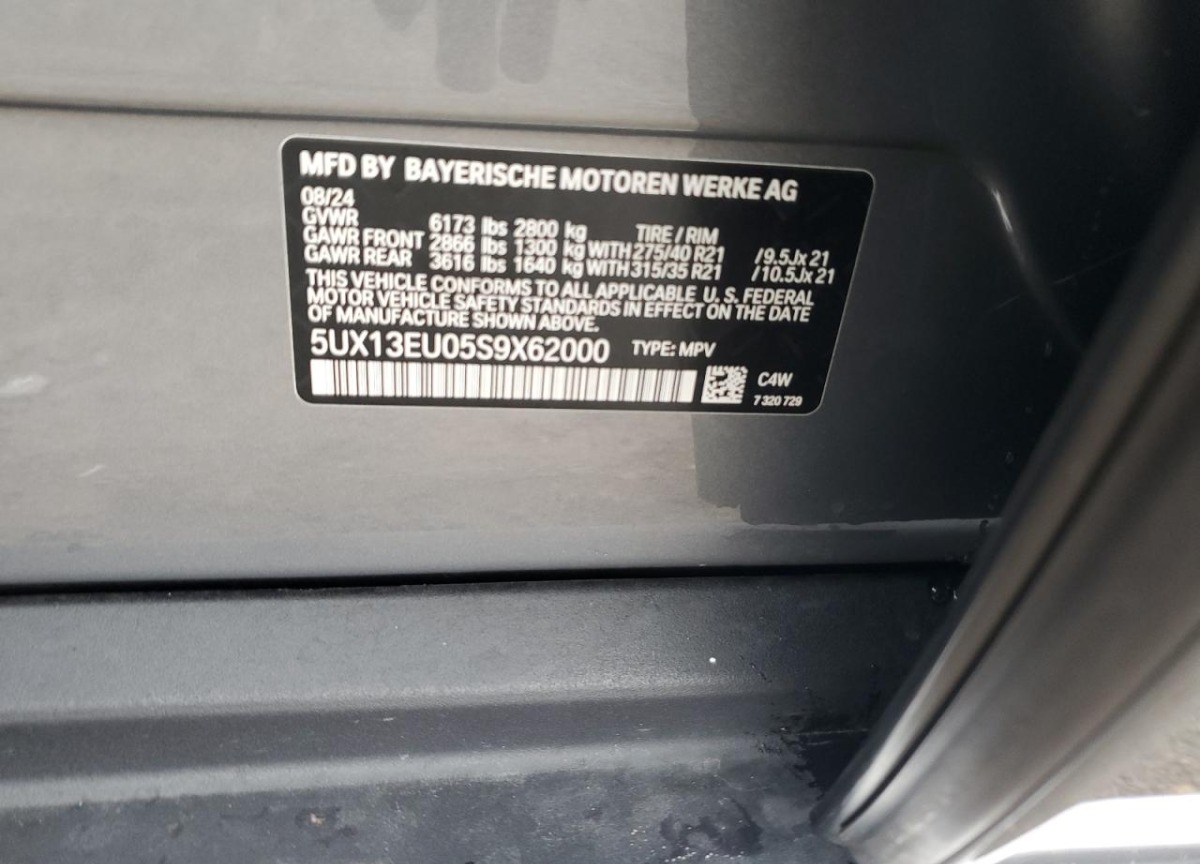 MFD BY BAYERISCHE MOTOREN WERKE AG
08/24
GVWR 6173 lbs 2800 kg TIRE / RIM
GAWR FRONT 2866 lbs 1300 kg WITH 275/40 R21 /9.5Jx21
GAWR REAR 3616 lbs 1640 kg WITH 315/35 R21 /10.5Jx21
THIS VEHICLE CONFORMS TO ALL APPLICABLE U. S. FEDERAL
MOTOR VEHICLE SAFETY STANDARDS IN EFFECT ON THE DATE
OF MANUFACTURE SHOWN ABOVE.
5UX13EU05S9X62000 TYPE: MPV
C4W
7 320 729